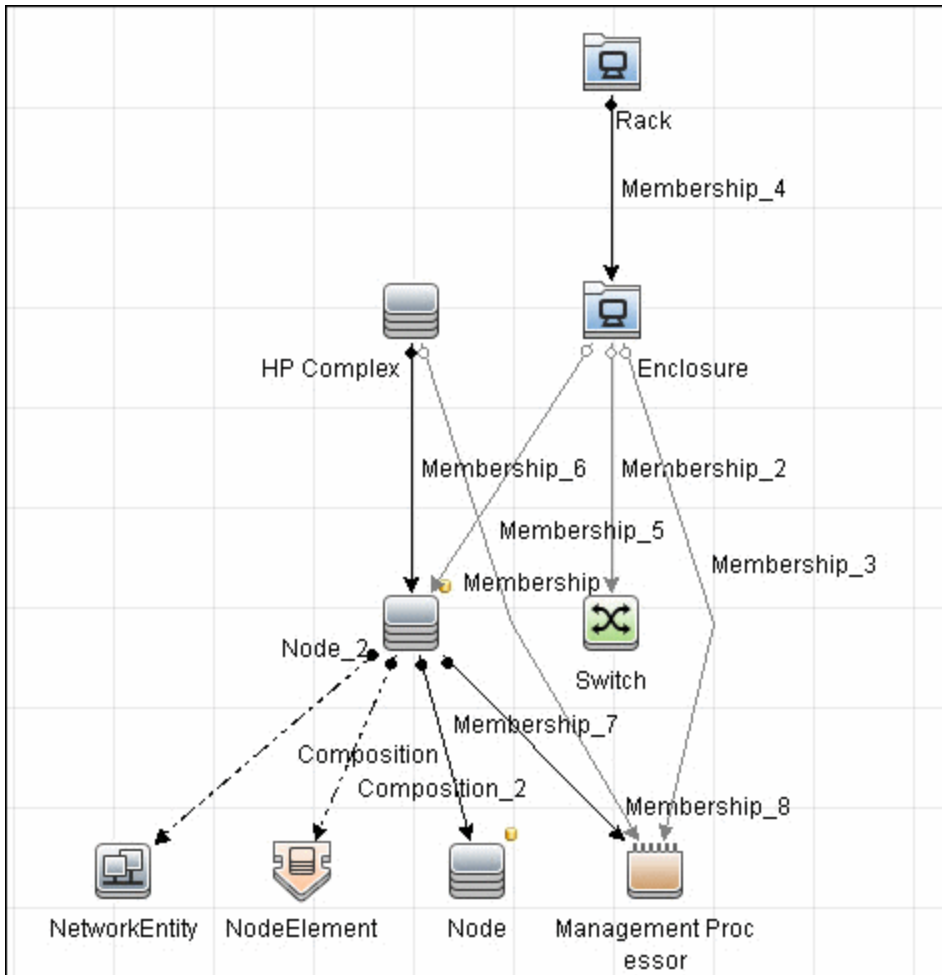 Rack
Membership_4
HP Complex
Enclosure
Membership_6
Membership_2
Membership_5
Membership_3
Membership
Node_2
Switch
Membership_7
Composition
Composition_2
Membership_8
NetworkEntity
NodeElement
Node
Management Proc
essor